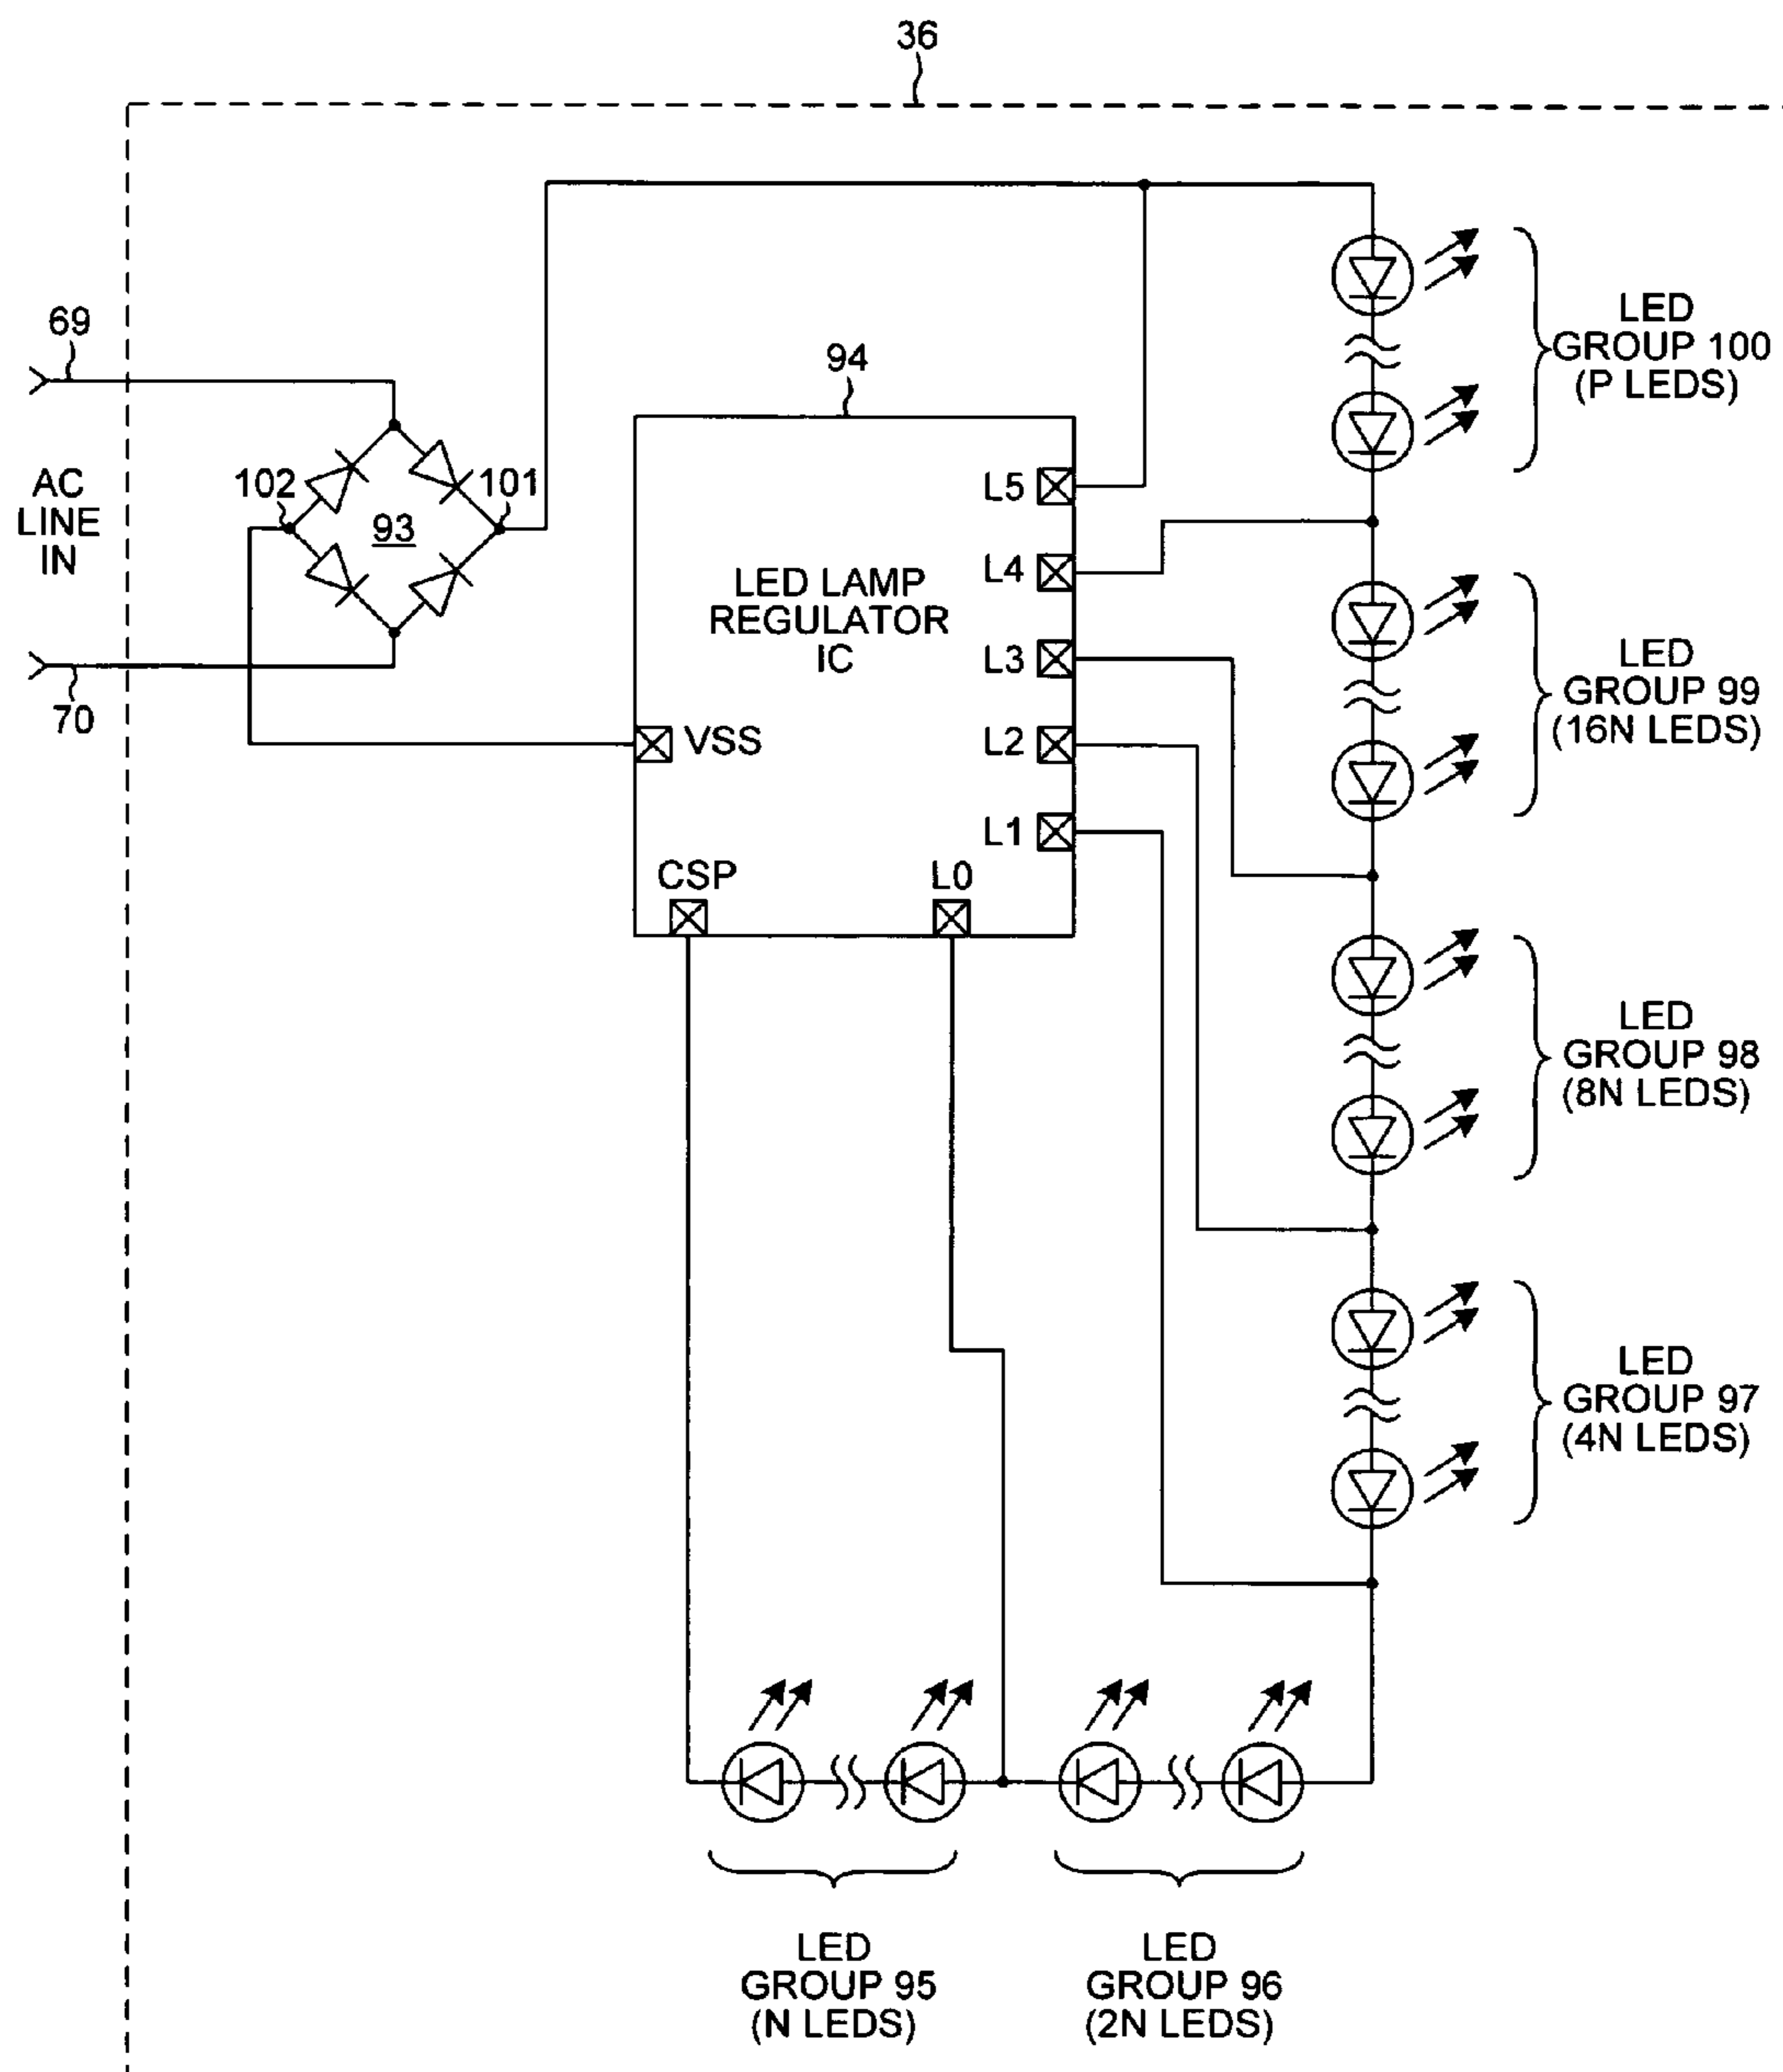 36
69
AC
LINE
IN
70
102
93
101
94
LED LAMP
REGULATOR
IC
VSS
CSP
L0
L5
L4
L3
L2
L1
LED
GROUP 100
(P LEDS)
LED
GROUP 99
(16N LEDS)
LED
GROUP 98
(8N LEDS)
LED
GROUP 97
(4N LEDS)
LED
GROUP 95
(N LEDS)
LED
GROUP 96
(2N LEDS)